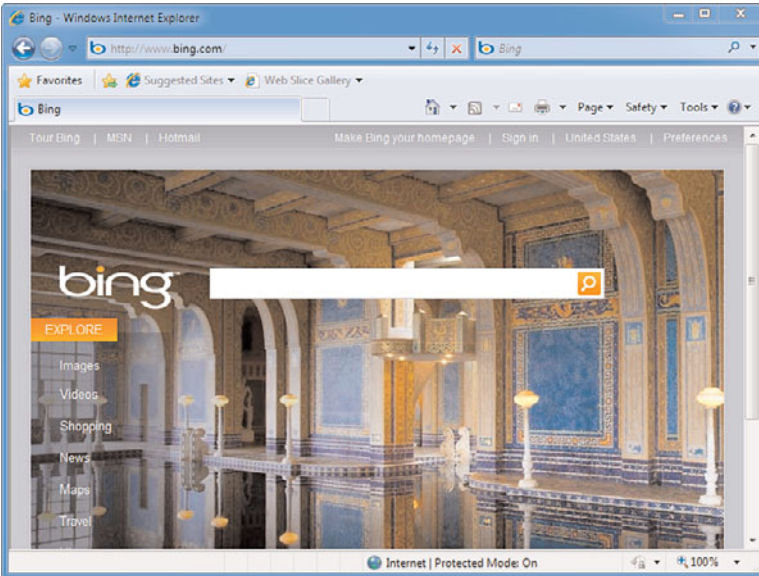 Bing - Windows Internet Explorer
http://www.bing.com/ Bing
Favorites Suggested Sites Web Slice Gallery
Bing Page Safety Tools
Tour Bing | MSN | Hotmail Make Bing your homepage | Sign in | United States | Preferences
bing
EXPLORE
Images
Videos
Shopping
News
Maps
Travel
Internet | Protected Mode: On 100%